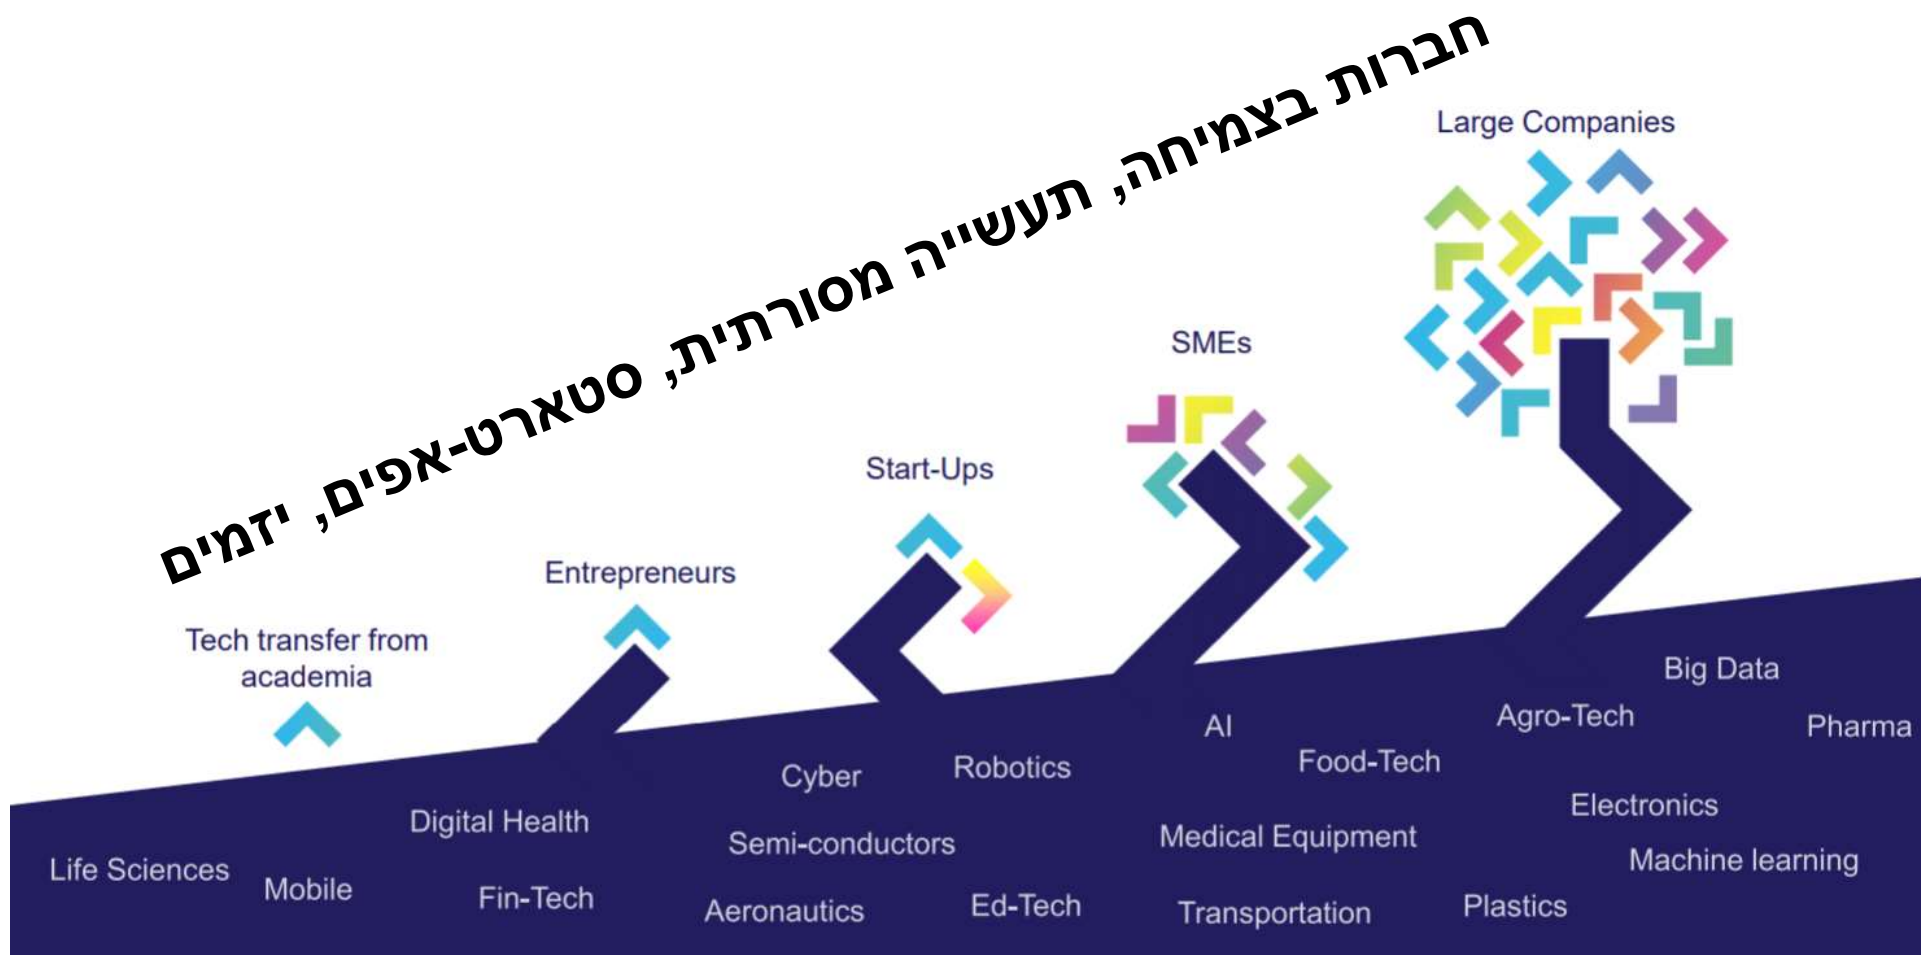 חברות בצמיחה, תעשייה מסורתית, סטארט-אפים, יזמים
Large Companies
SMEs
Start-Ups
Entrepreneurs
Tech transfer from
academia
Big Data
Agro-Tech
AI
Pharma
Food-Tech
Robotics
Cyber
Electronics
Digital Health
Medical Equipment
Semi-conductors
Machine learning
Life Sciences
Mobile
Fin-Tech
Aeronautics
Ed-Tech
Transportation
Plastics